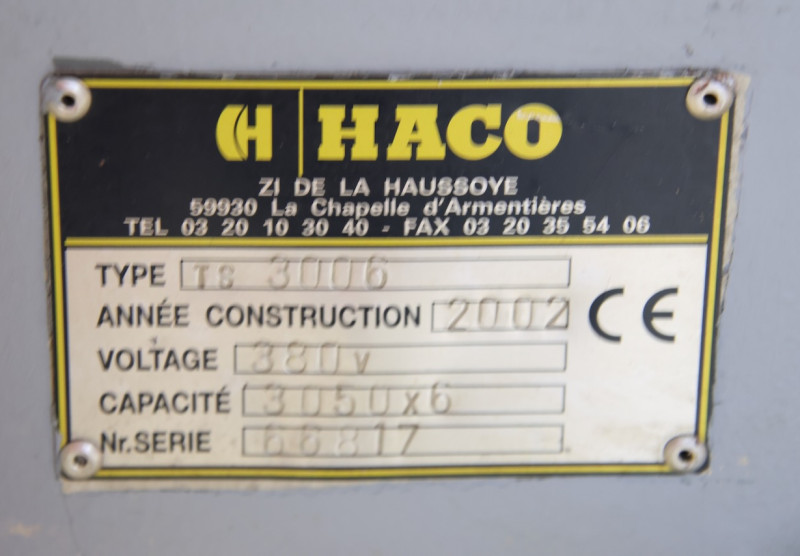 H HACO
ZI DE LA HAUSSOYE
59930 La Chapelle d'Armentières
TEL 03 20 10 30 40 - FAX 03 20 35 54 06
TYPE TS 3006
ANNÉE CONSTRUCTION 2002 CE
VOLTAGE 380v
CAPACITÉ 3050x6
Nr.SERIE 66817